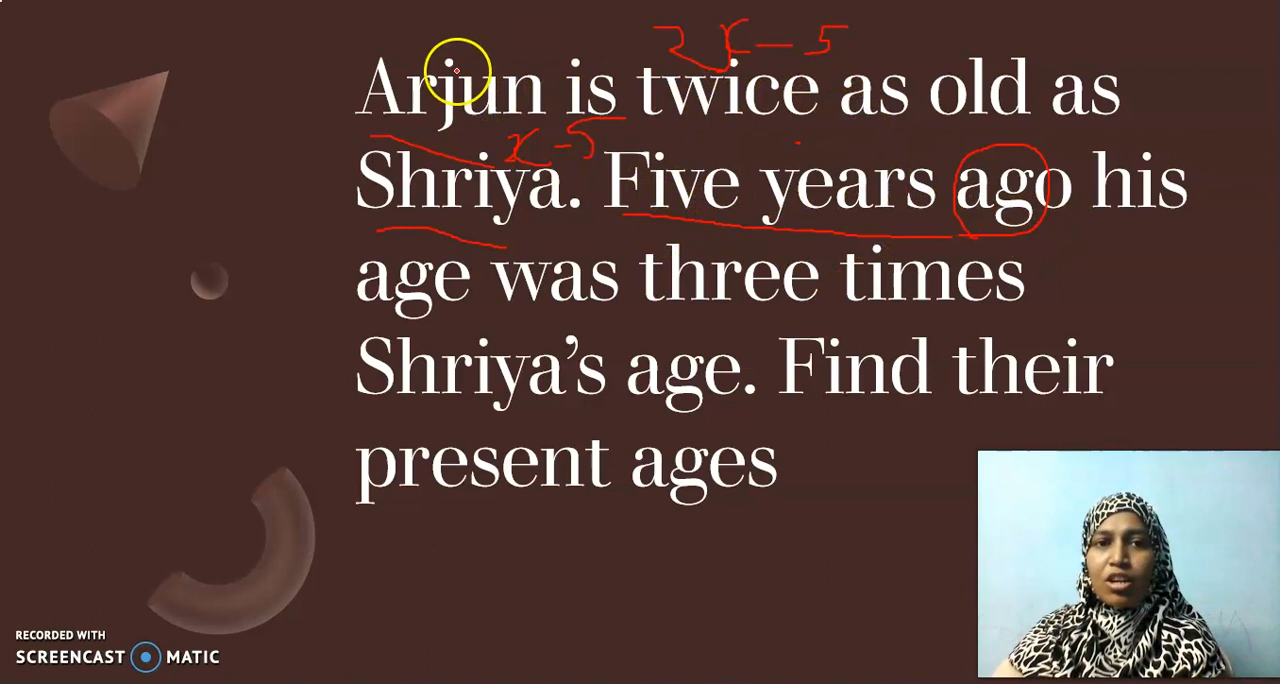 2x-5
Arjun is twice as old as
x-5
Shriya. Five years ago his
age was three times
Shriya’s age. Find their
present ages
RECORDED WITH
SCREENCAST MATIC